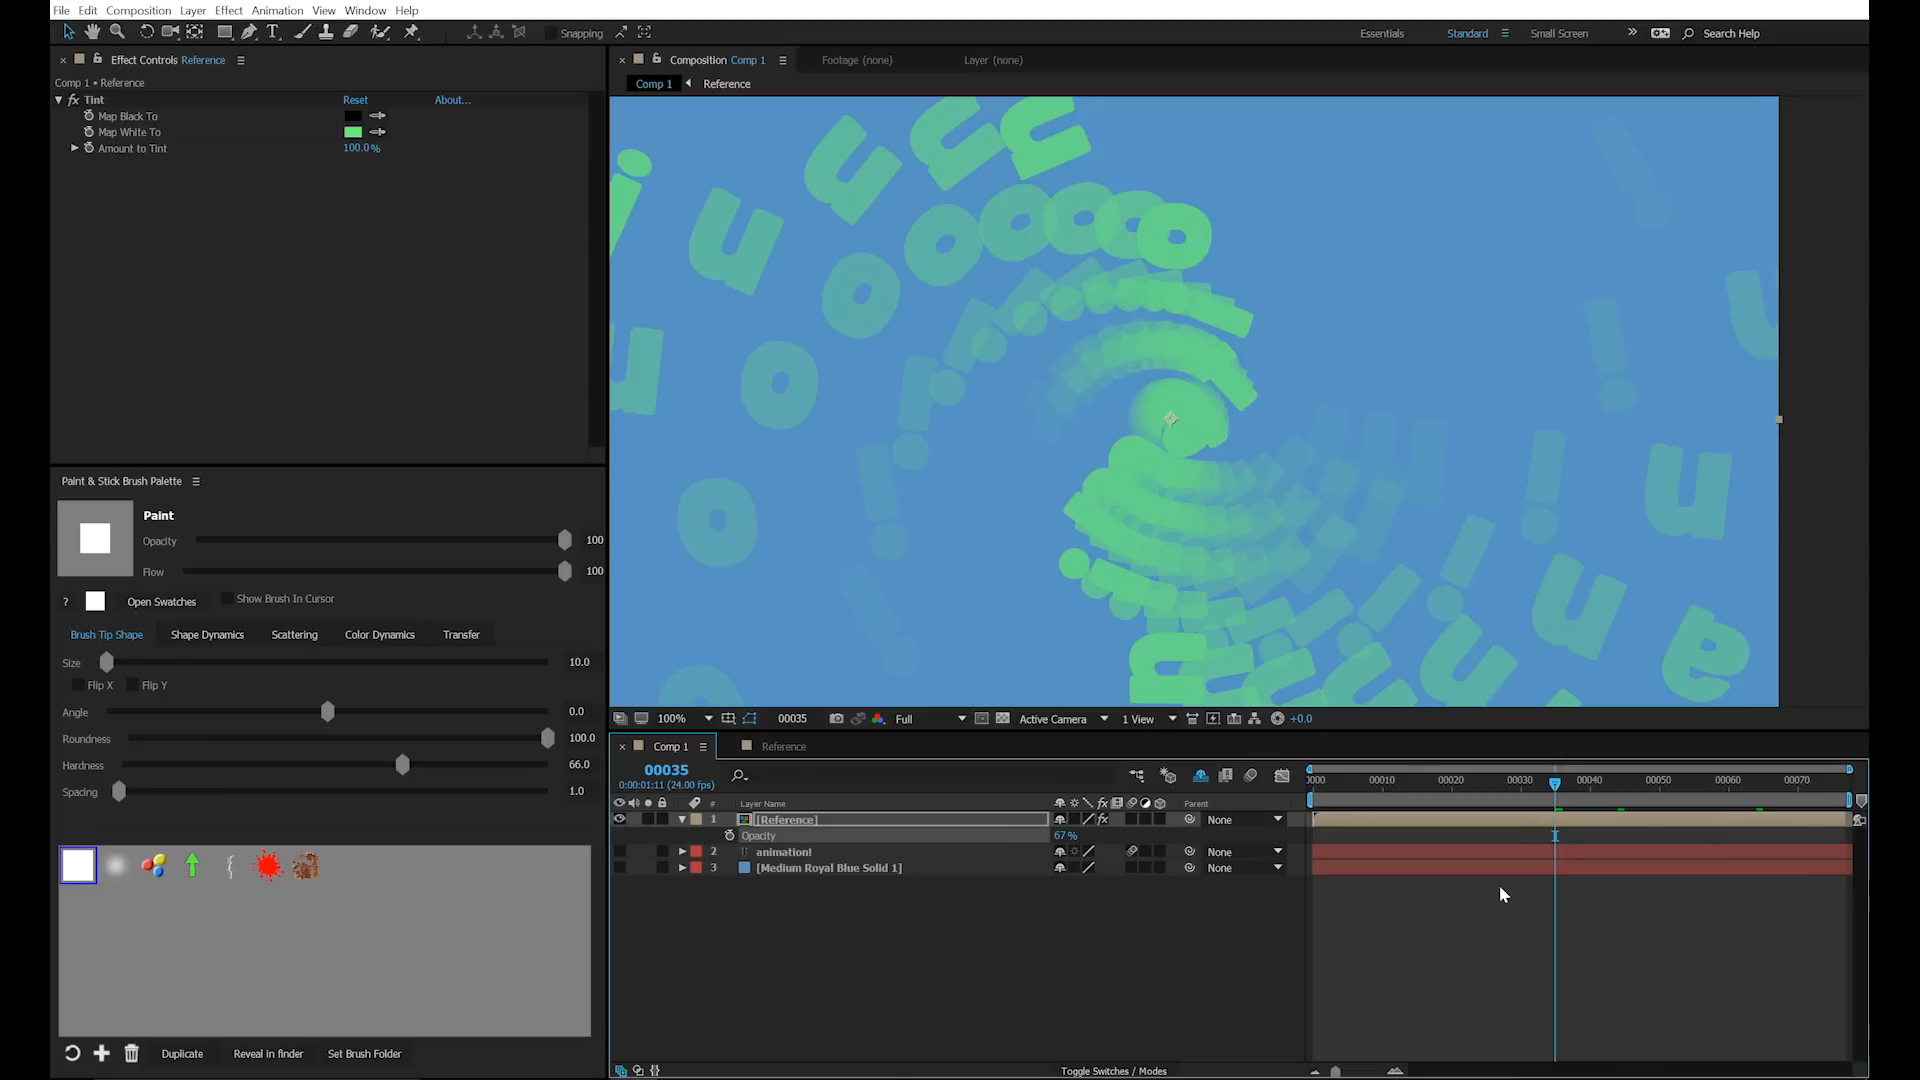 File Edit Composition Layer Effect Animation View Window Help
Snapping
Essentials Standard Small Screen Search Help
Effect Controls Reference
Comp 1 • Reference
Tint Reset About...
Map Black To
Map White To
Amount to Tint 100.0%
Composition Comp 1 Footage (none) Layer (none)
Comp 1 Reference
Paint & Stick Brush Palette
Paint
Opacity 100
Flow 100
? Open Swatches Show Brush In Cursor
Brush Tip Shape Shape Dynamics Scattering Color Dynamics Transfer
Size 10.0
Flip X Flip Y
Angle 0.0
Roundness 100.0
Hardness 66.0
Spacing 1.0
Duplicate Reveal in finder Set Brush Folder
100% 00035 Full Active Camera 1 View +0.0
Comp 1 Reference
00035
0:00:01:11 (24.00 fps)
0000 00010 00020 00030 00040 00050 00060 00070
# Layer Name Parent
1 [Reference] None
Opacity 67%
2 T animation! None
3 [Medium Royal Blue Solid 1] None
Toggle Switches / Modes